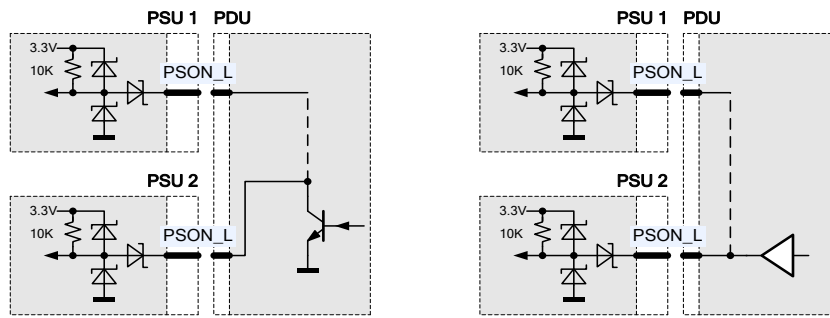 PSU 1 PDU
3.3V
10K
PSON_L
PSU 2
3.3V
10K
PSON_L
PSU 1 PDU
3.3V
10K
PSON_L
PSU 2
3.3V
10K
PSON_L